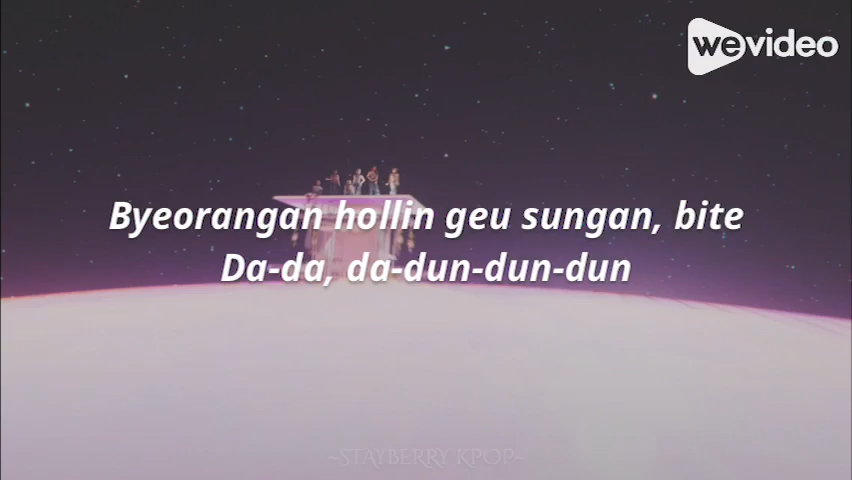 wevideo
Byeorangan hollin geu sungan, bite
Da-da, da-dun-dun-dun
~STAYBERRY KPOP~